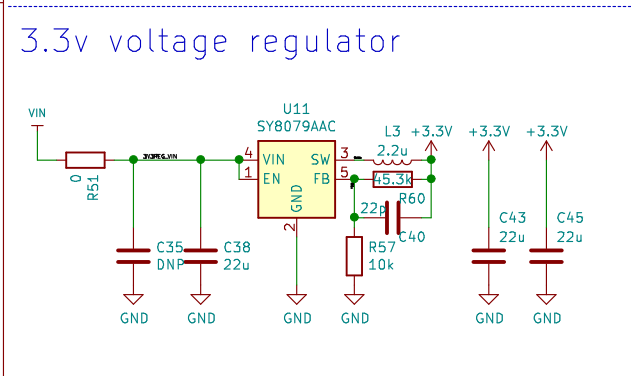 3.3v voltage regulator
VIN
U11
SY8079AAC
L3
+3.3V
+3.3V
+3.3V
2.2u
4
VIN
SW
3
1
EN
FB
5
45.3k
0
R51
GND
2
R60
22p
C40
C35
DNP
C38
22u
R57
10k
C43
22u
C45
22u
GND
GND
GND
GND
GND
GND